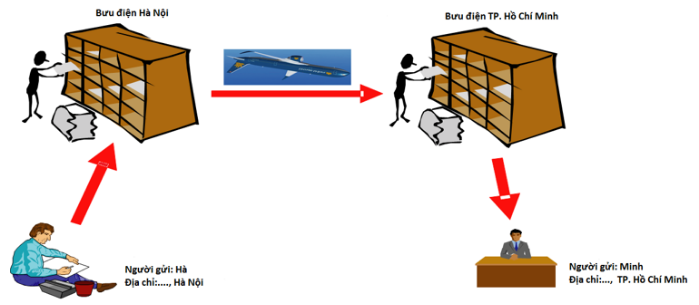 Bưu điện Hà Nội
Bưu điện TP. Hồ Chí Minh
Người gửi: Hà
Địa chỉ:...., Hà Nội
Người gửi: Minh
Địa chỉ:..., TP. Hồ Chí Minh